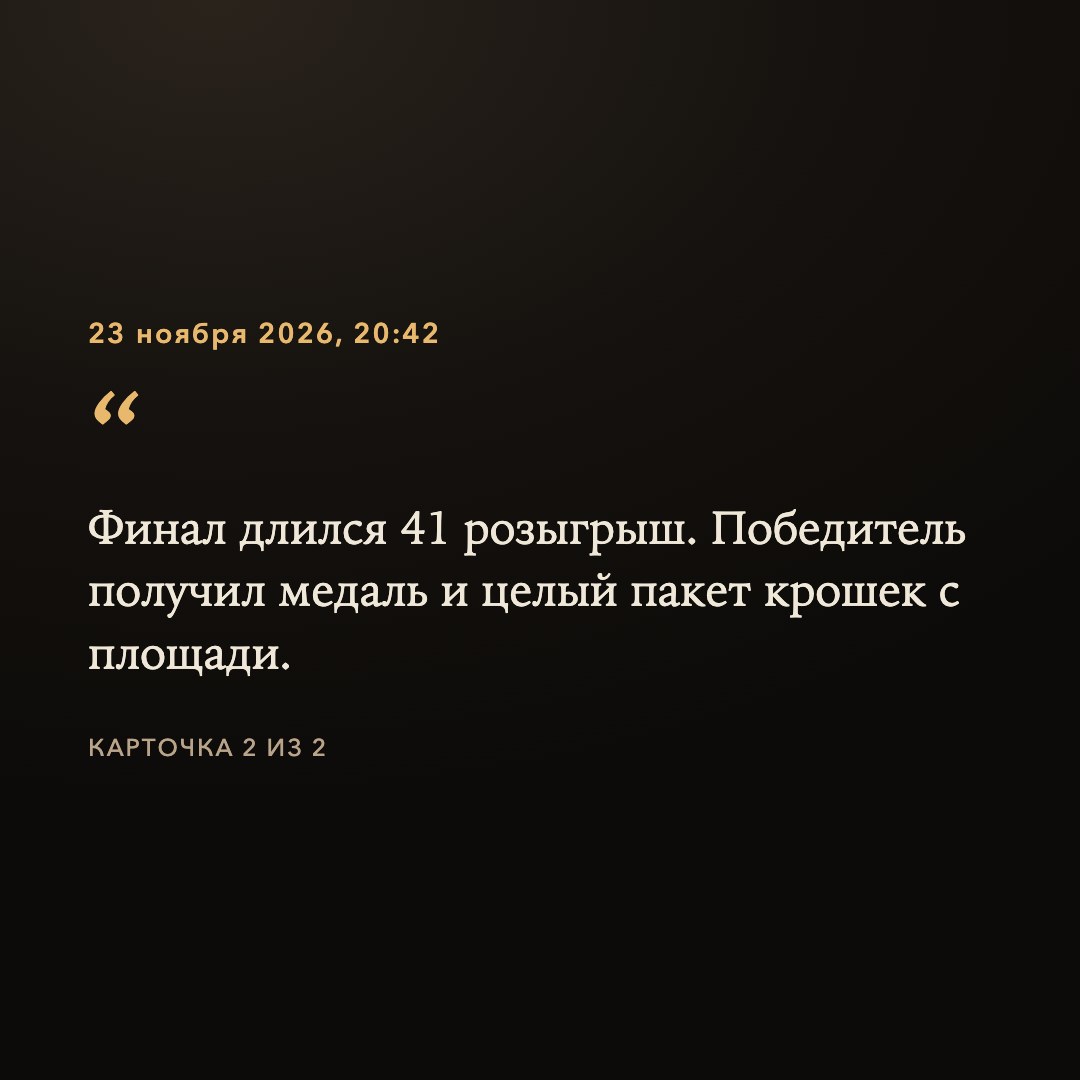 23 ноября 2026, 20:42
“
Финал длился 41 розыгрыш. Победитель
получил медаль и целый пакет крошек с
площади.
КАРТОЧКА 2 ИЗ 2